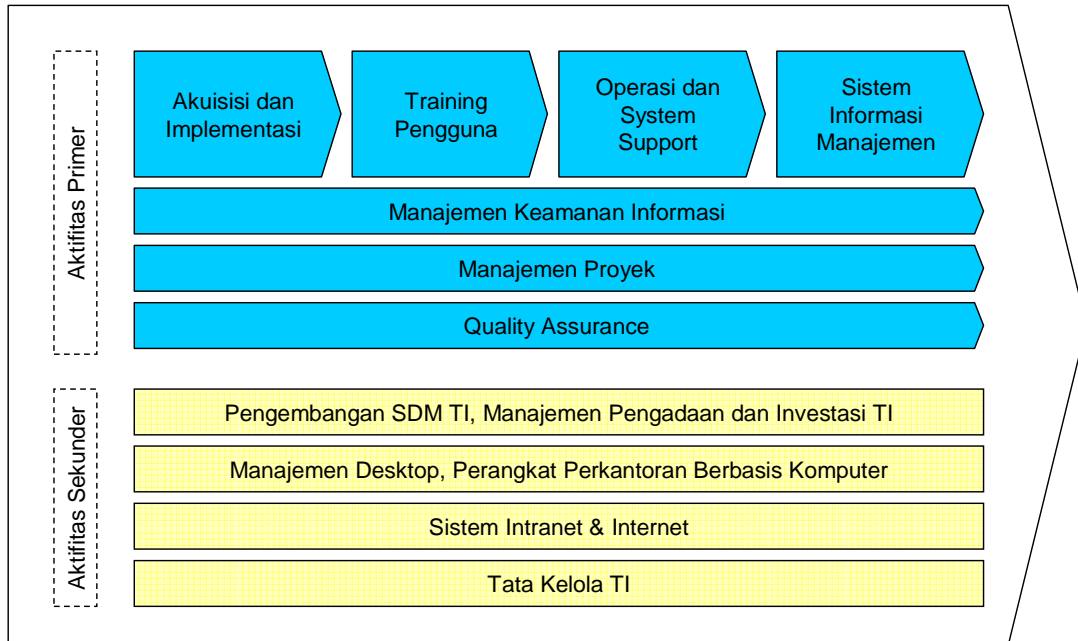 Aktifitas Primer
Akuisisi dan
Implementasi
Training
Pengguna
Operasi dan
System
Support
Sistem
Informasi
Manajemen
Manajemen Keamanan Informasi
Manajemen Proyek
Quality Assurance
Aktifitas Sekunder
Pengembangan SDM TI, Manajemen Pengadaan dan Investasi TI
Manajemen Desktop, Perangkat Perkantoran Berbasis Komputer
Sistem Intranet & Internet
Tata Kelola TI